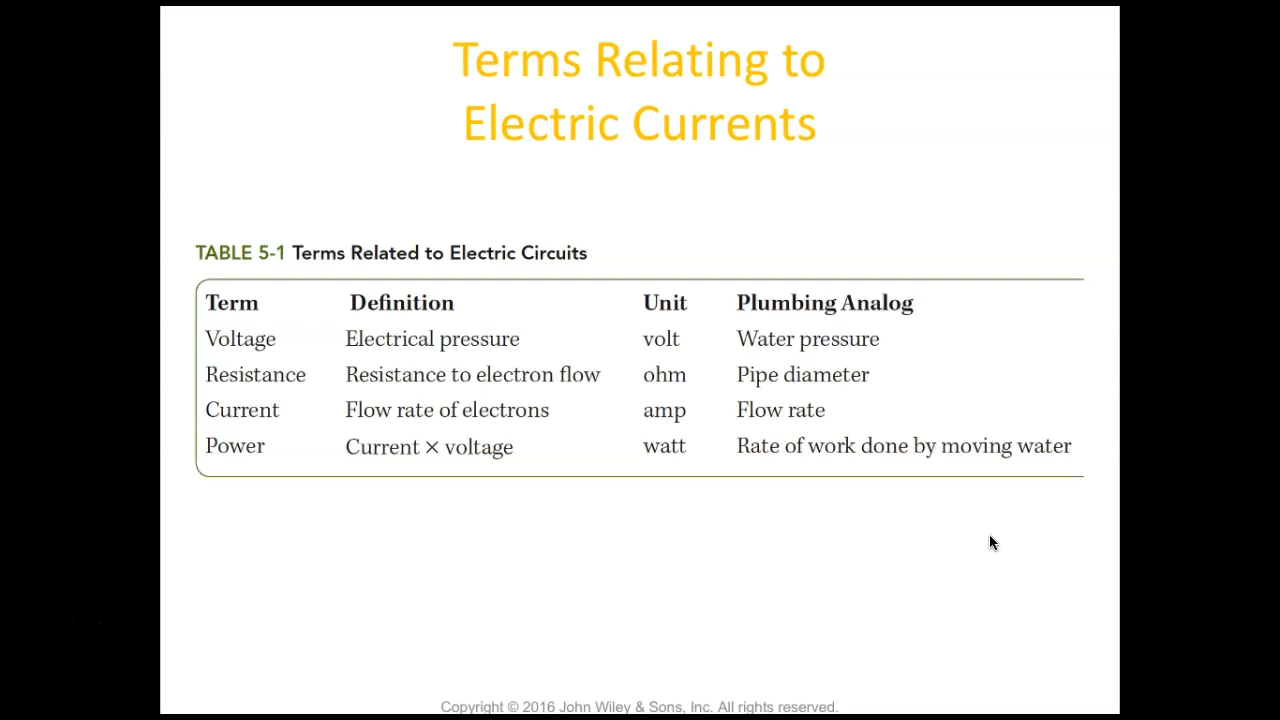 Terms Relating to
Electric Currents
TABLE 5-1 Terms Related to Electric Circuits
Term Definition Unit Plumbing Analog
Voltage Electrical pressure volt Water pressure
Resistance Resistance to electron flow ohm Pipe diameter
Current Flow rate of electrons amp Flow rate
Power Current × voltage watt Rate of work done by moving water
Copyright © 2016 John Wiley & Sons, Inc. All rights reserved.